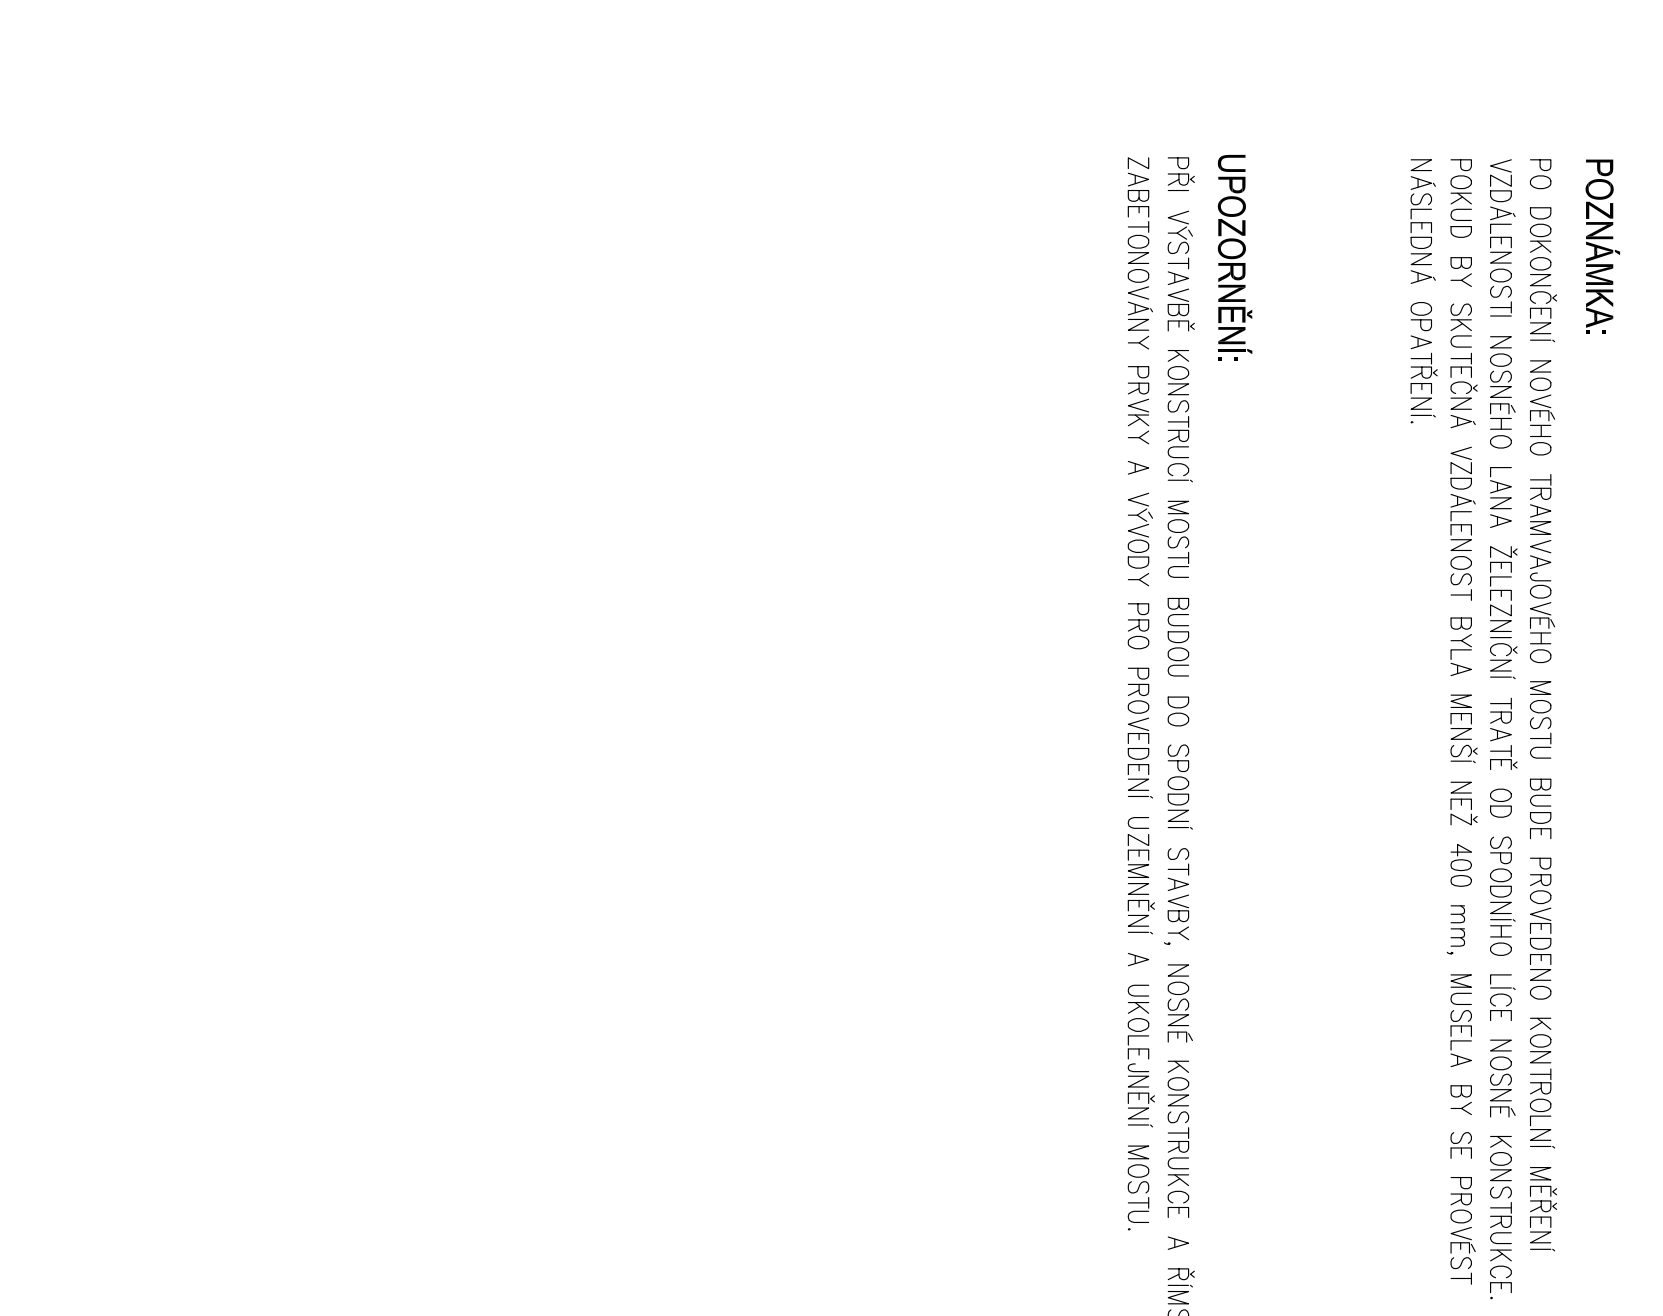 POZNÁMKA:
PO DOKONČENÍ NOVÉHO TRAMVAJOVÉHO MOSTU BUDE PROVEDENO KONTROLNÍ MĚŘENÍ
VZDÁLENOSTI NOSNÉHO LANA ŽELEZNIČNÍ TRATĚ OD SPODNÍHO LÍCE NOSNÉ KONSTRUKCE.
POKUD BY SKUTEČNÁ VZDÁLENOST BYLA MENŠÍ NEŽ 400 mm, MUSELA BY SE PROVÉST
NÁSLEDNÁ OPATŘENÍ.
UPOZORNĚNÍ:
PŘI VÝSTAVBĚ KONSTRUCÍ MOSTU BUDOU DO SPODNÍ STAVBY, NOSNÉ KONSTRUKCE A
ZABETONOVÁNY PRVKY A VÝVODY PRO PROVEDENÍ UZEMNĚNÍ A UKOLEJNĚNÍ MOSTU.